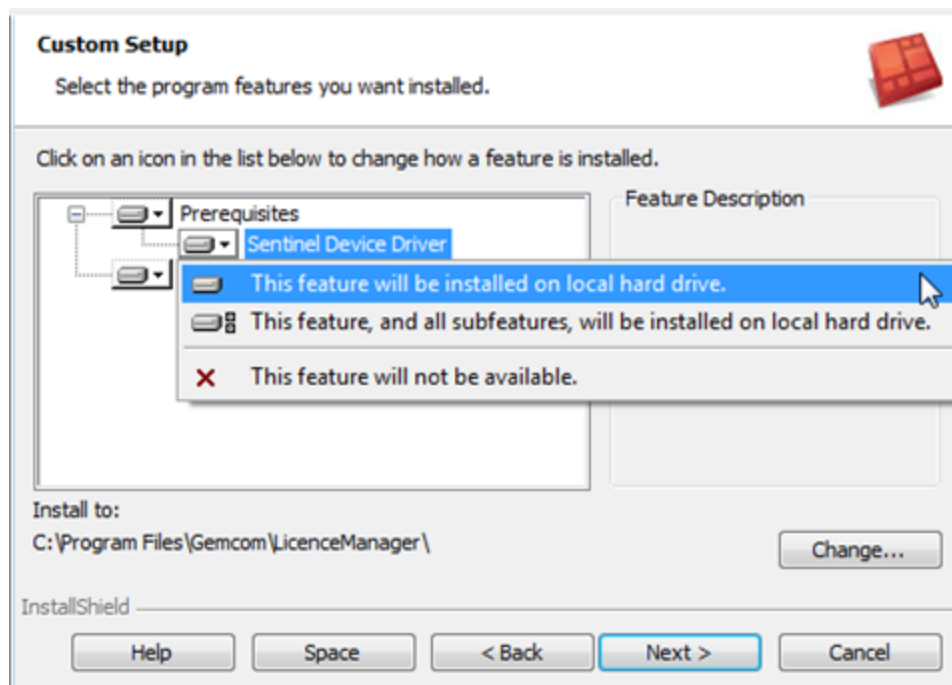 Custom Setup
Select the program features you want installed.
Click on an icon in the list below to change how a feature is installed.
Prerequisites
Feature Description
Sentinel Device Driver
This feature will be installed on local hard drive.
This feature, and all subfeatures, will be installed on local hard drive.
This feature will not be available.
Install to:
C:\Program Files\Gemcom\LicenceManager\
Change...
InstallShield
Help
Space
< Back
Next >
Cancel